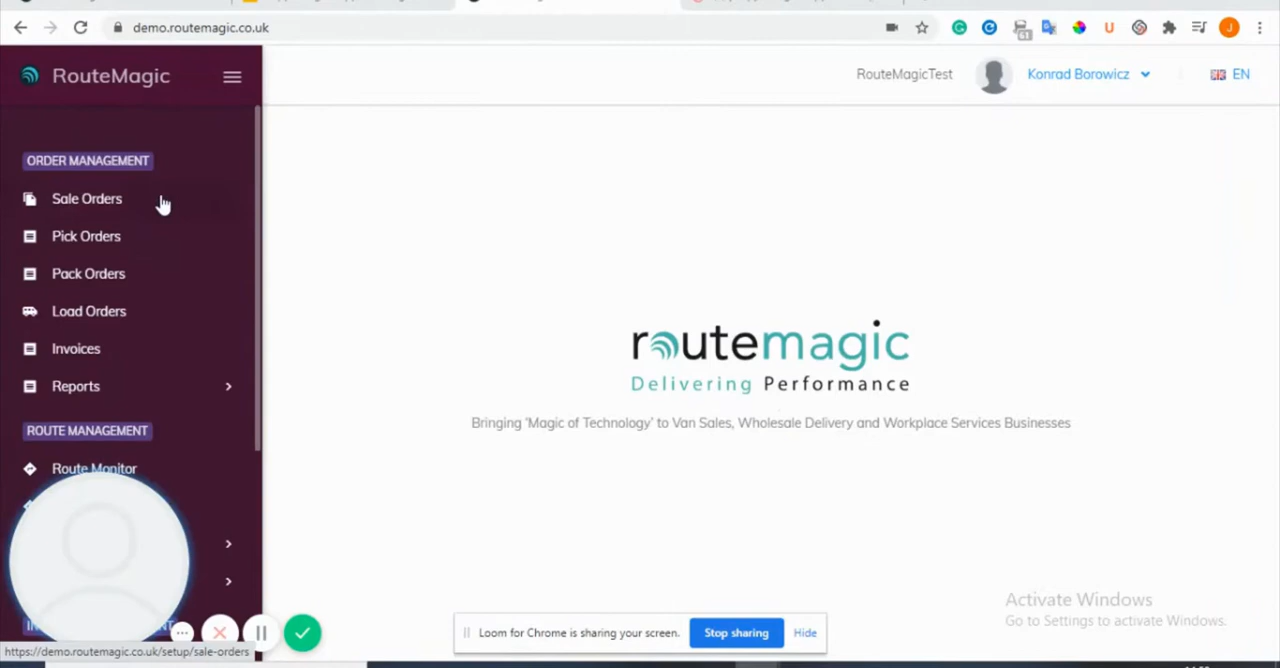 demo.routemagic.co.uk
51
J
RouteMagic
RouteMagicTest
Konrad Borowicz
EN
ORDER MANAGEMENT
Sale Orders
Pick Orders
Pack Orders
Load Orders
Invoices
Reports
ROUTE MANAGEMENT
Route Monitor
routemagic
Delivering Performance
Bringing 'Magic of Technology' to Van Sales, Wholesale Delivery and Workplace Services Businesses
Activate Windows
Go to Settings to activate Windows.
Loom for Chrome is sharing your screen.
Stop sharing
Hide
https://demo.routemagic.co.uk/setup/sale-orders